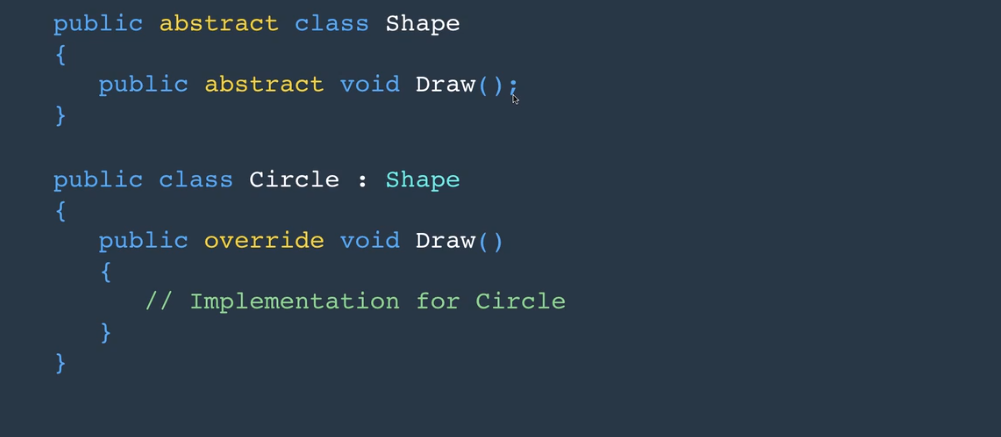 public abstract class Shape
{
   public abstract void Draw();
}

public class Circle : Shape
{
   public override void Draw()
   {
      // Implementation for Circle
   }
}